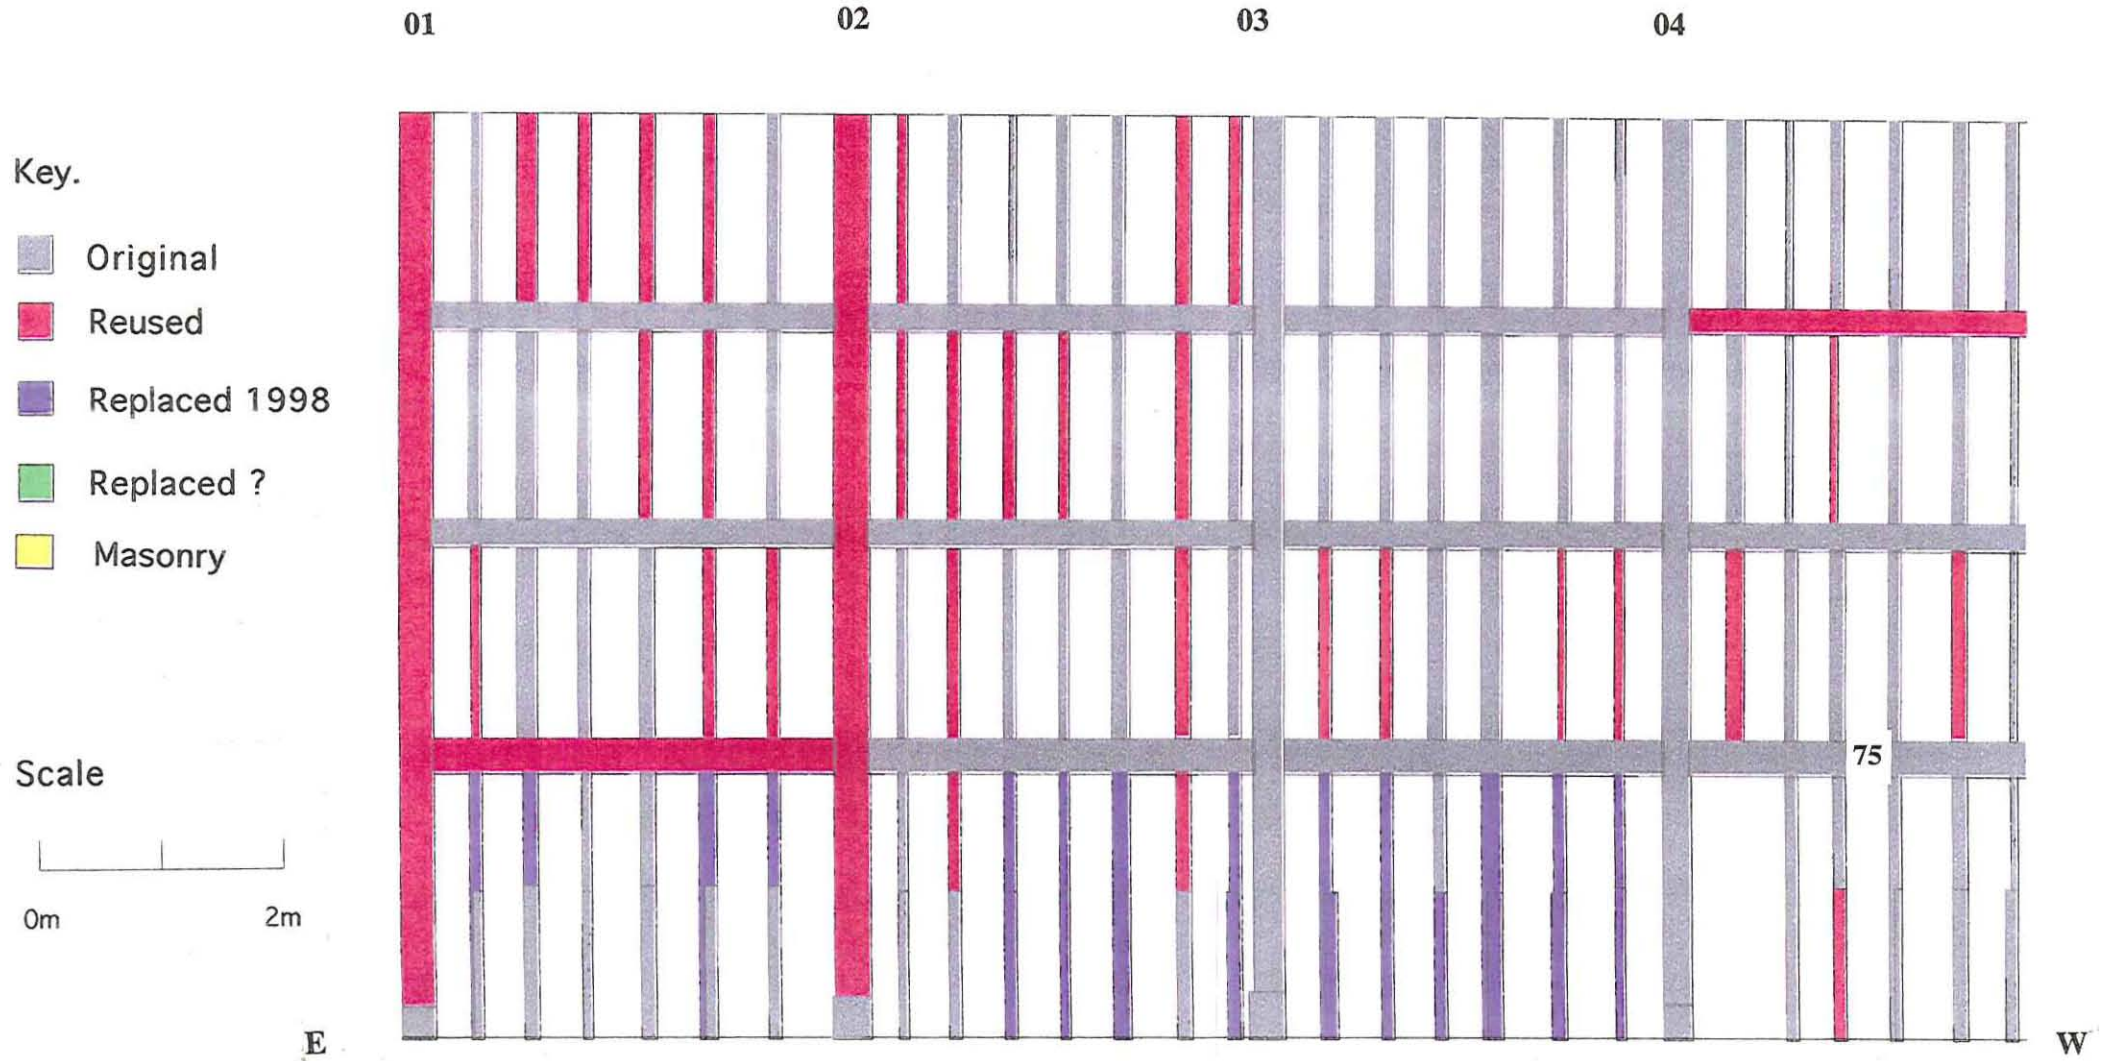 01 02 03 04
Key.
Original
Reused
Replaced 1998
Replaced ?
Masonry
75
Scale
0m 2m
E W